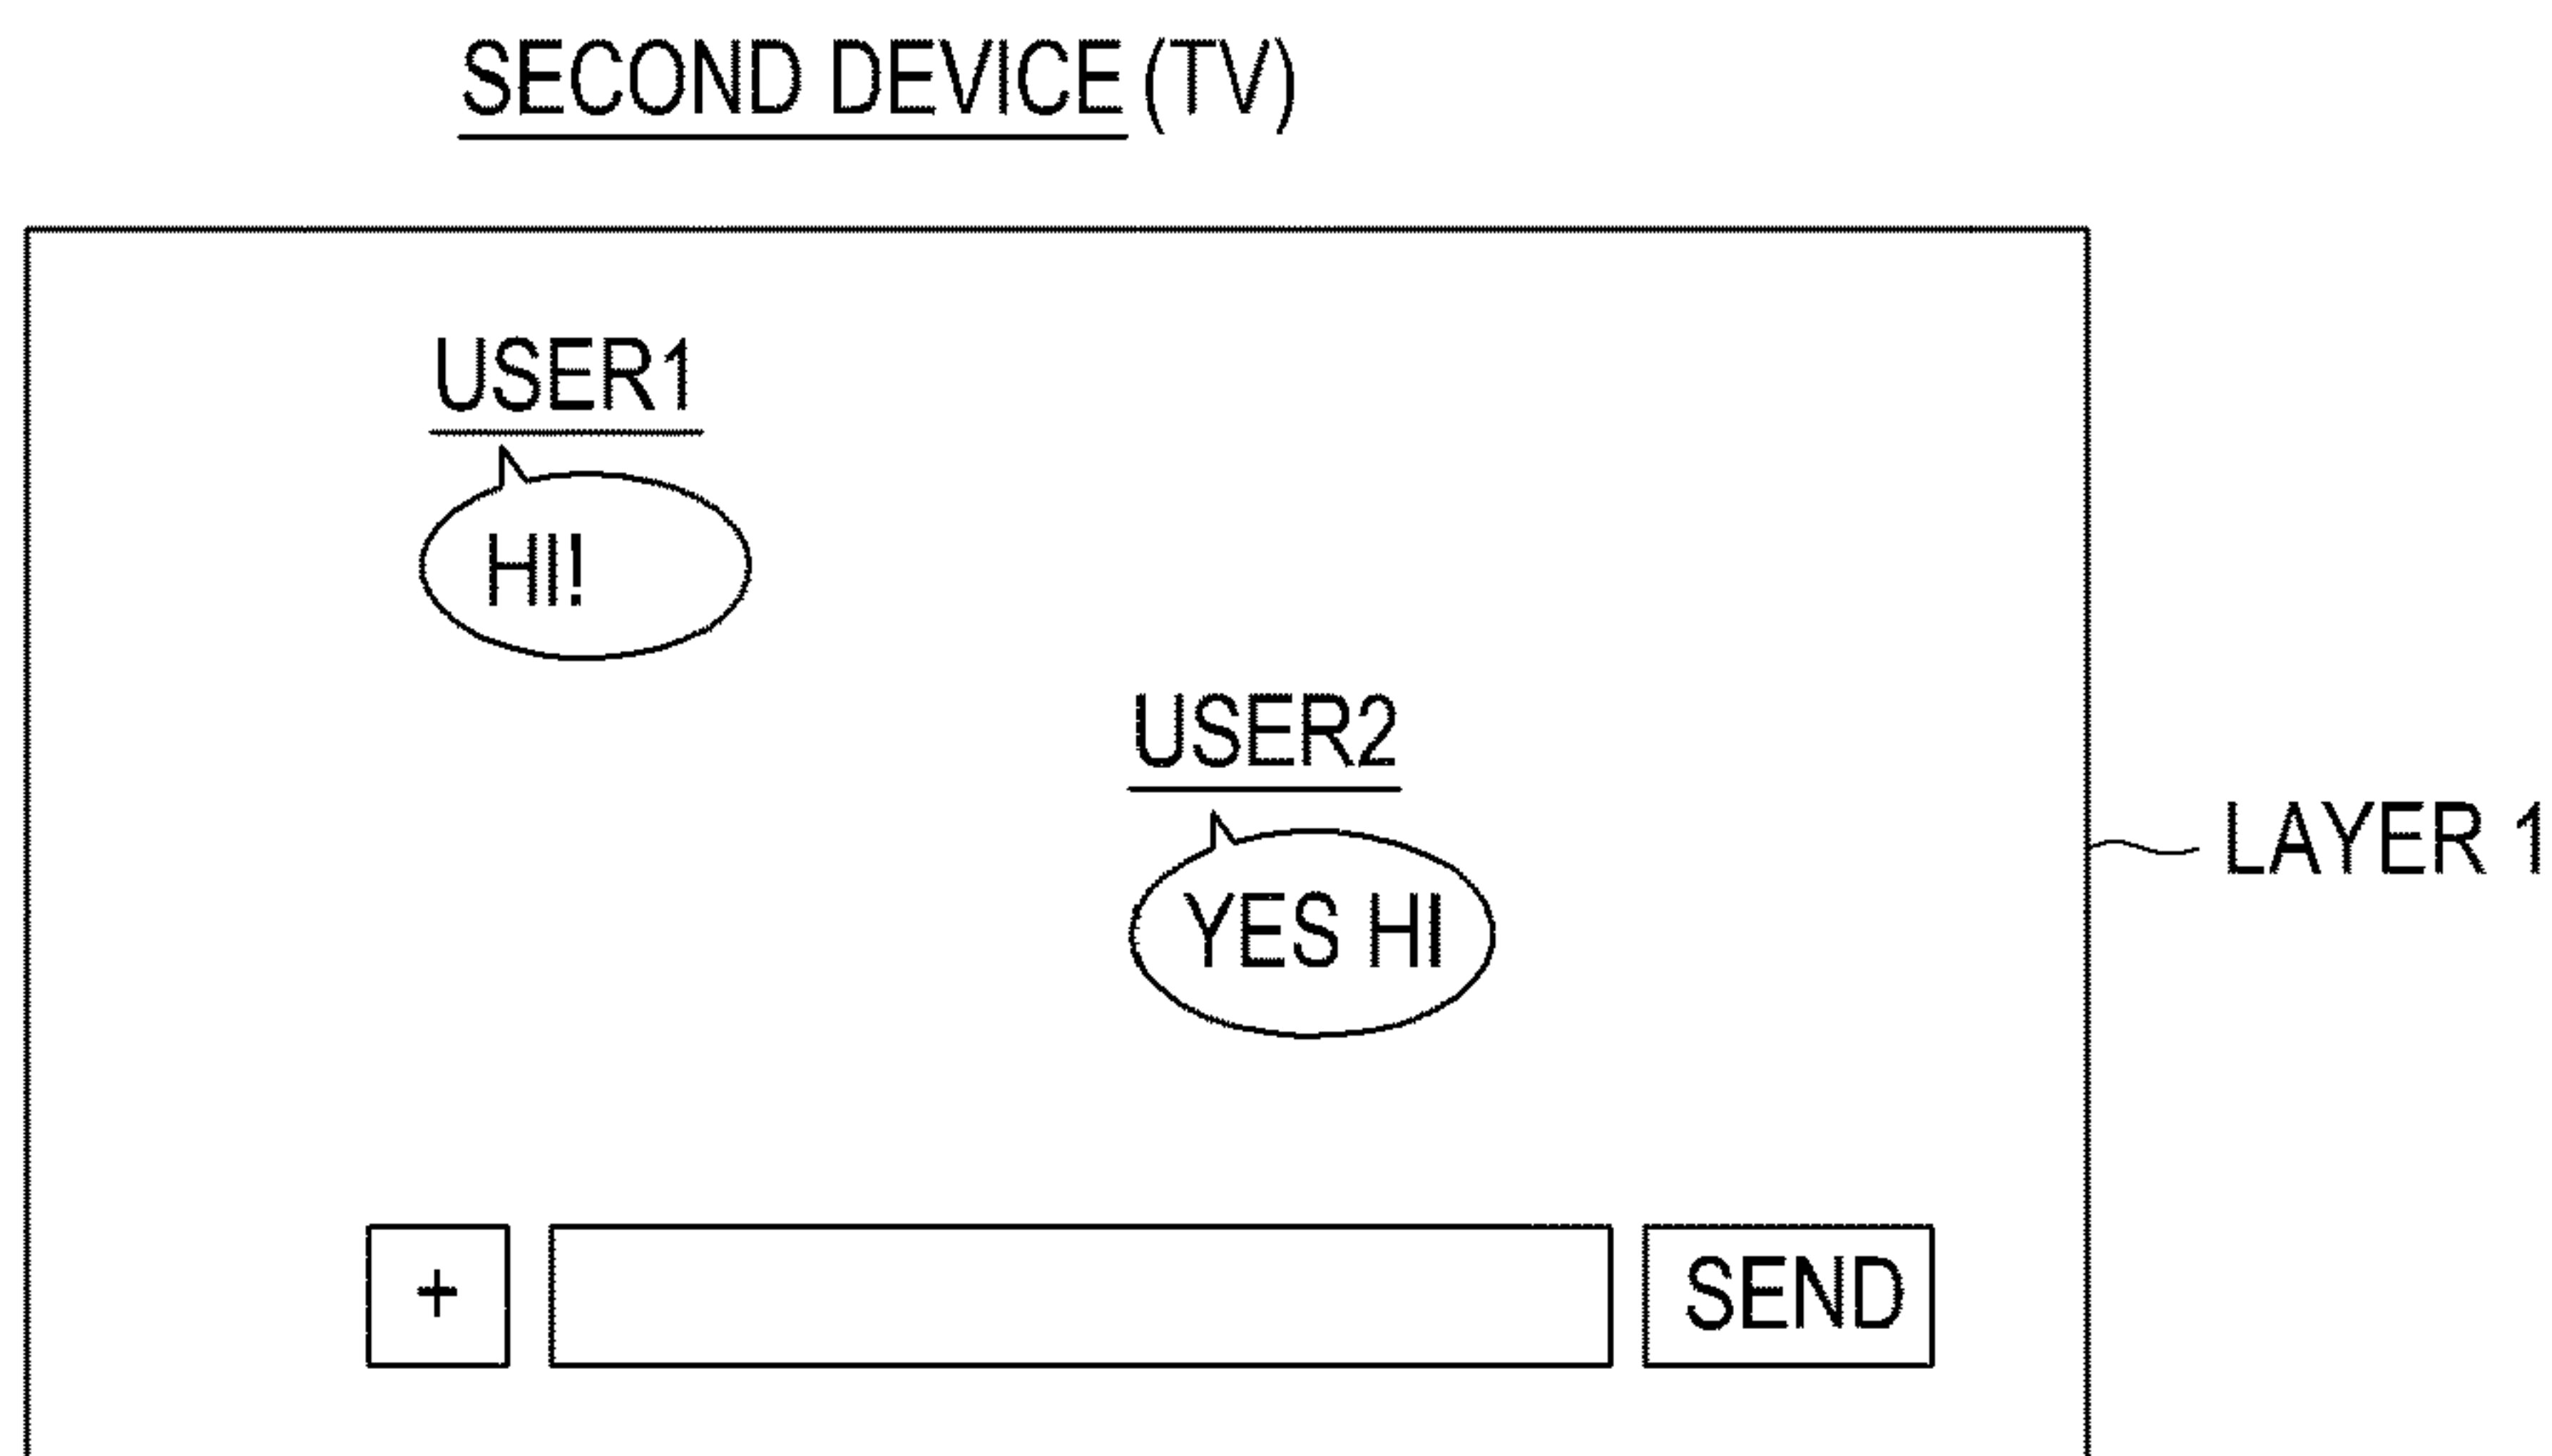 SECOND DEVICE (TV)
USER1
HI!
USER2
YES HI
LAYER 1
+
SEND